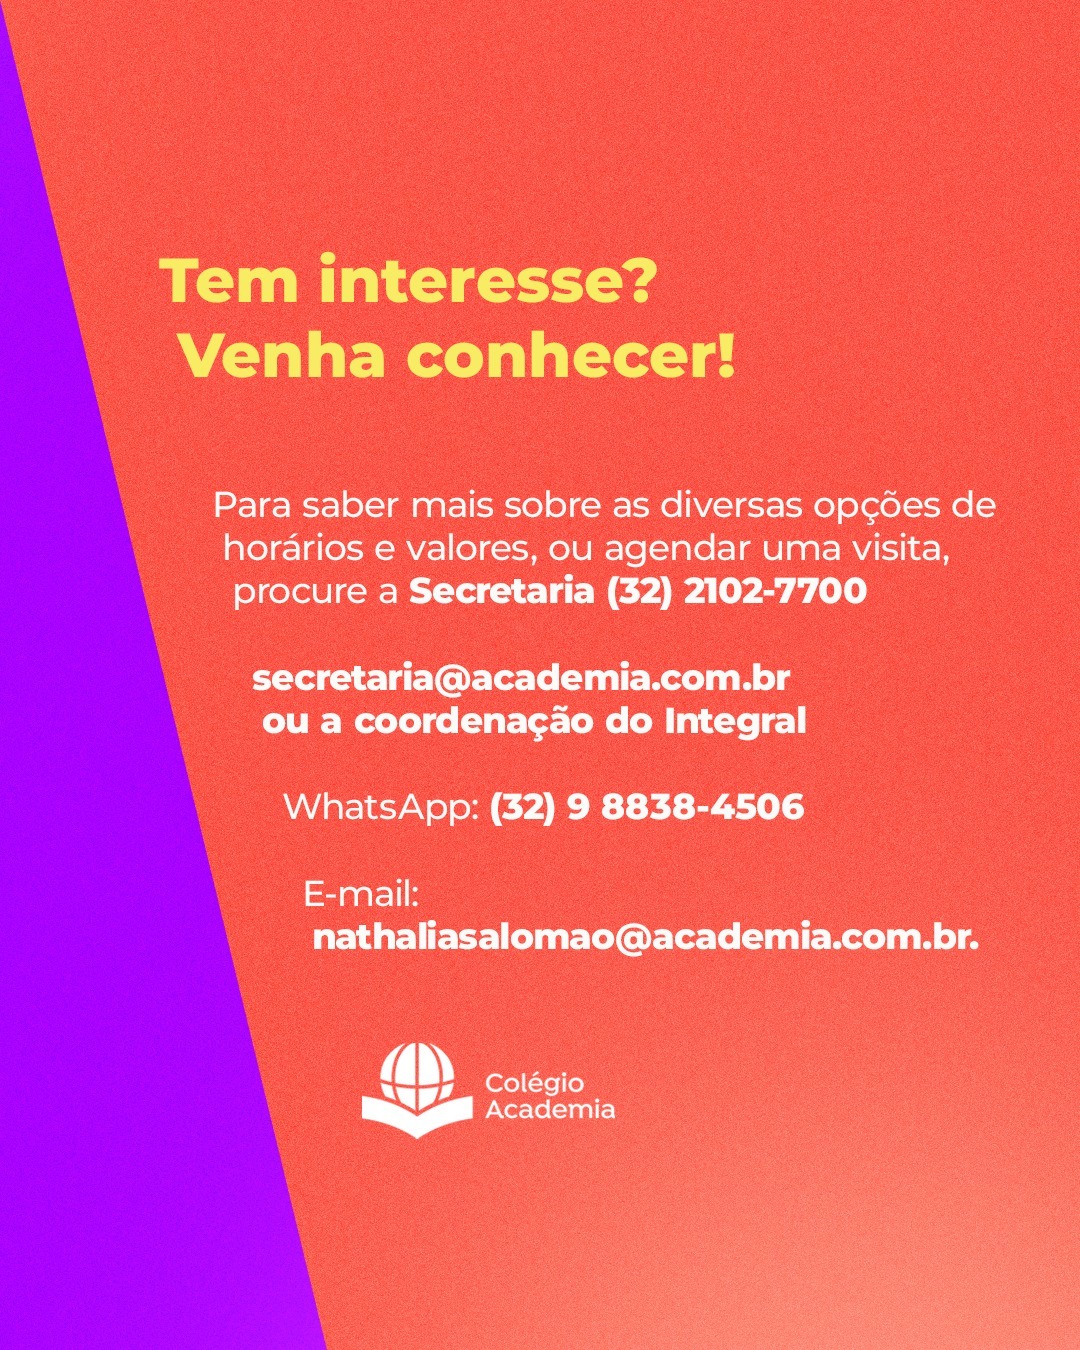 Tem interesse?
Venha conhecer!
Para saber mais sobre as diversas opções de
horários e valores, ou agendar uma visita,
procure a Secretaria (32) 2102-7700
secretaria@academia.com.br
ou a coordenação do Integral
WhatsApp: (32) 9 8838-4506
E-mail:
nathaliasalomao@academia.com.br.
Colégio
Academia